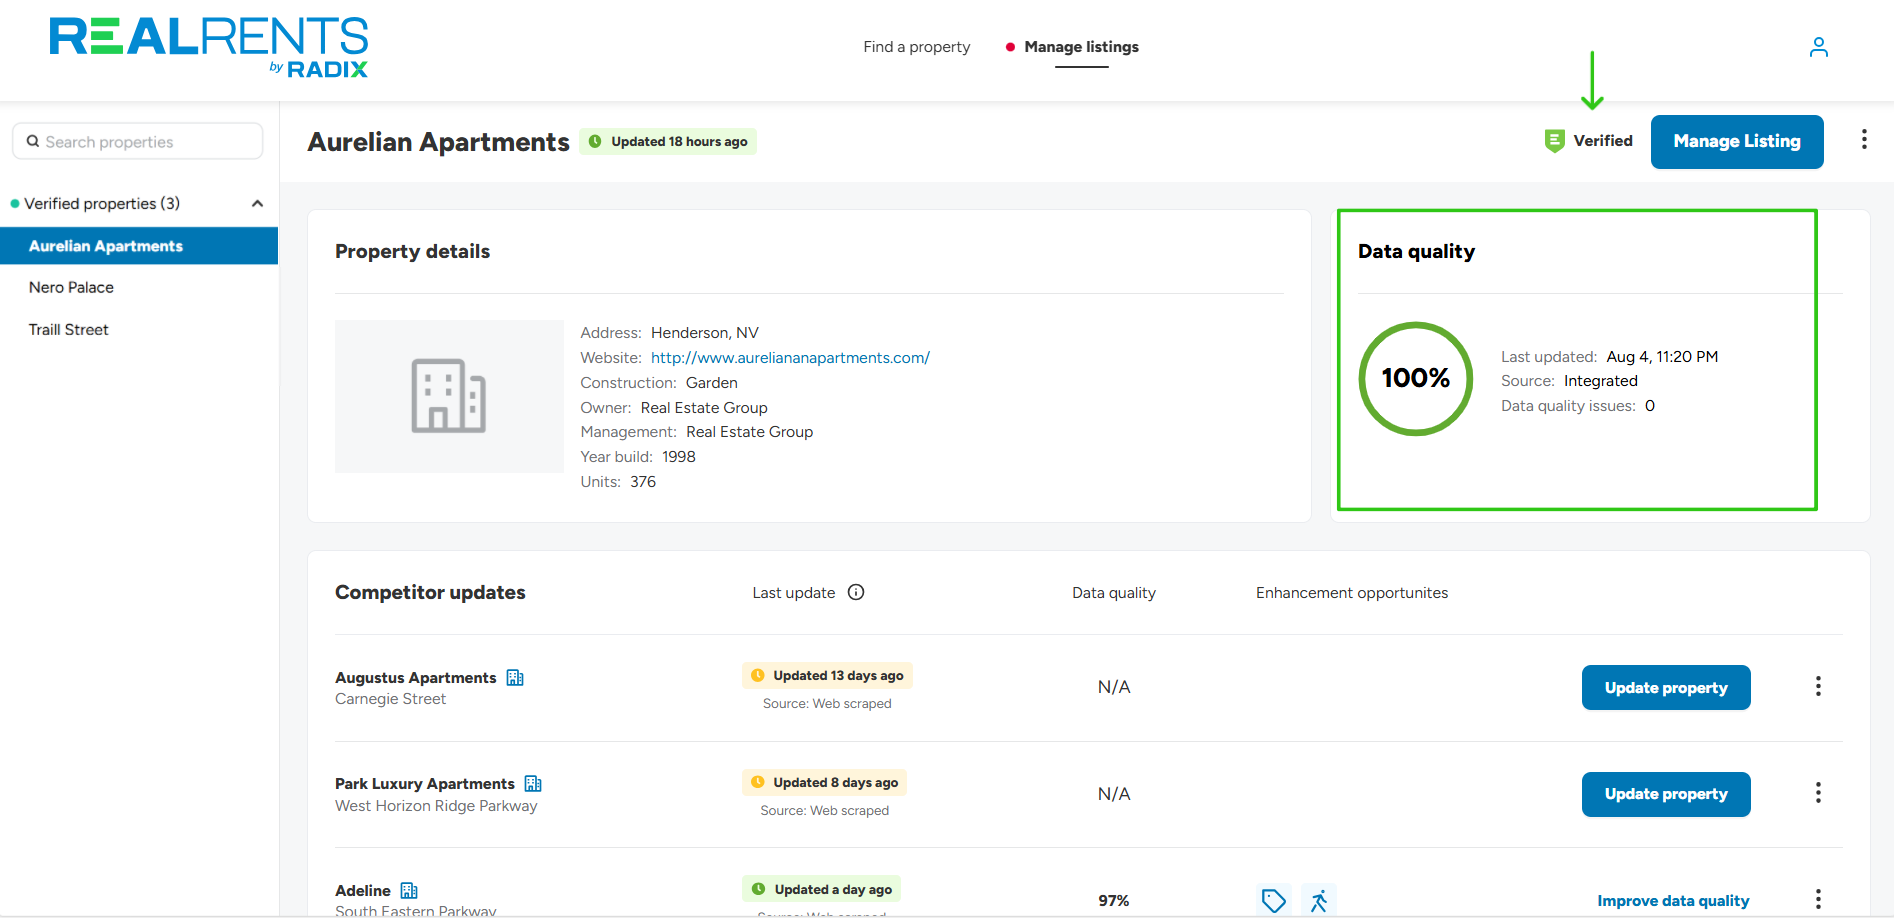 REALRENTS
by RADIX
Find a property
Manage listings
Search properties
Verified properties (3)
Aurelian Apartments
Nero Palace
Traill Street
Aurelian Apartments
Updated 18 hours ago
Verified
Manage Listing
Property details
Address: Henderson, NV
Website: http://www.aureliananapartments.com/
Construction: Garden
Owner: Real Estate Group
Management: Real Estate Group
Year build: 1998
Units: 376
Data quality
100%
Last updated: Aug 4, 11:20 PM
Source: Integrated
Data quality issues: 0
Competitor updates
Last update
Data quality
Enhancement opportunites
Augustus Apartments
Carnegie Street
Updated 13 days ago
Source: Web scraped
N/A
Update property
Park Luxury Apartments
West Horizon Ridge Parkway
Updated 8 days ago
Source: Web scraped
N/A
Update property
Adeline
South Eastern Parkway
Updated a day ago
Source: Web scraped
97%
Improve data quality